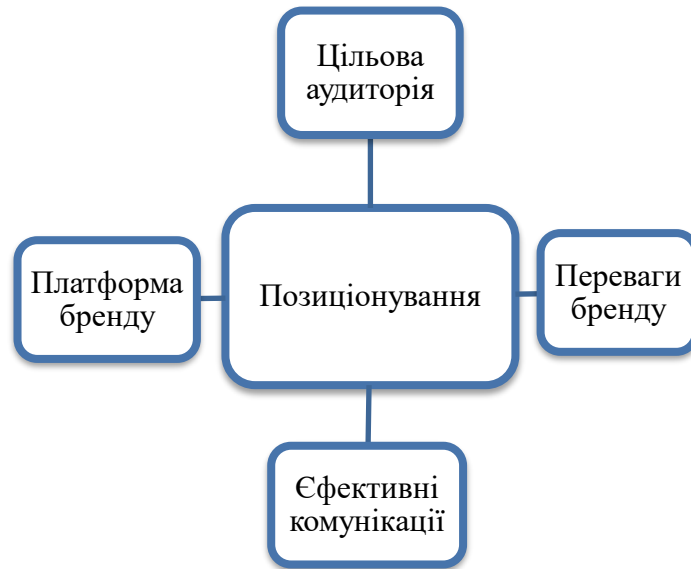 Цільова
аудиторія
Платформа
бренду
Позиціонування
Переваги
бренду
Єфективні
комунікації